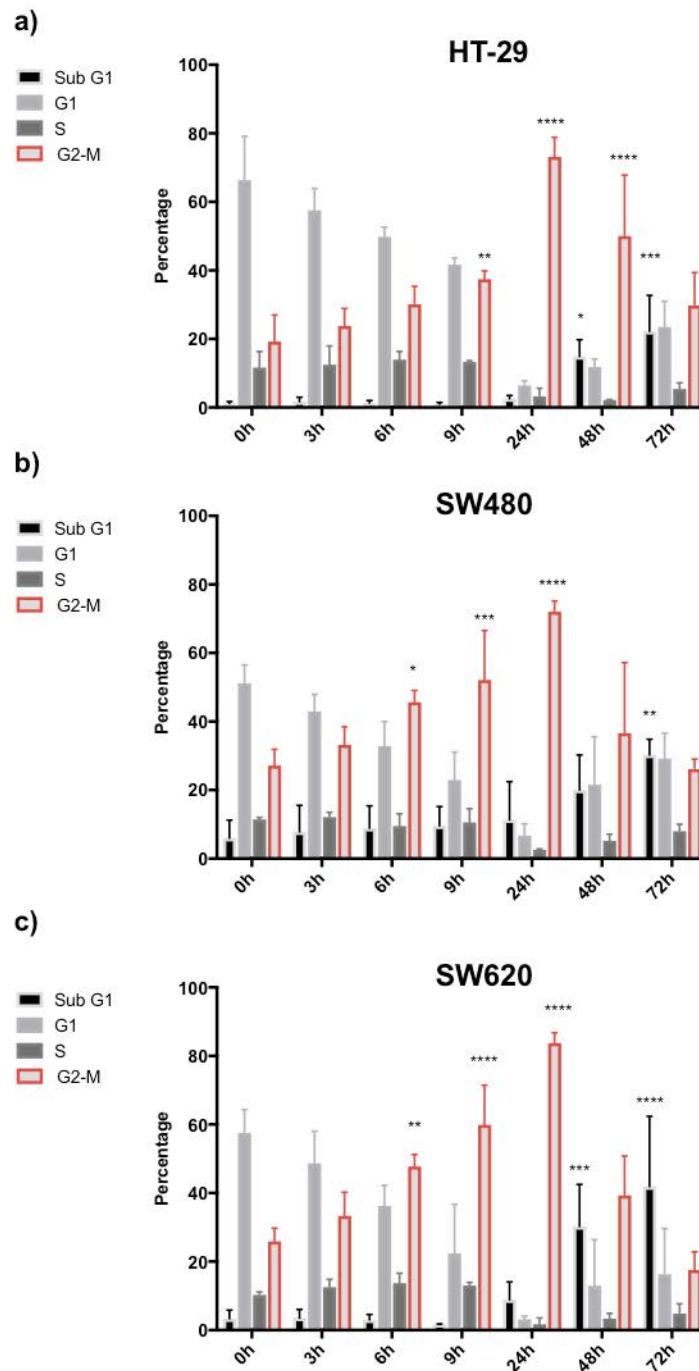 a)
HT-29
Sub G1
G1
S
G2-M
Percentage
100
80
60
40
20
0
**
****
*
****
***
0h 3h 6h 9h 24h 48h 72h
b)
SW480
Sub G1
G1
S
G2-M
Percentage
100
80
60
40
20
0
*
***
****
**
0h 3h 6h 9h 24h 48h 72h
c)
SW620
Sub G1
G1
S
G2-M
Percentage
100
80
60
40
20
0
**
****
****
***
****
0h 3h 6h 9h 24h 48h 72h